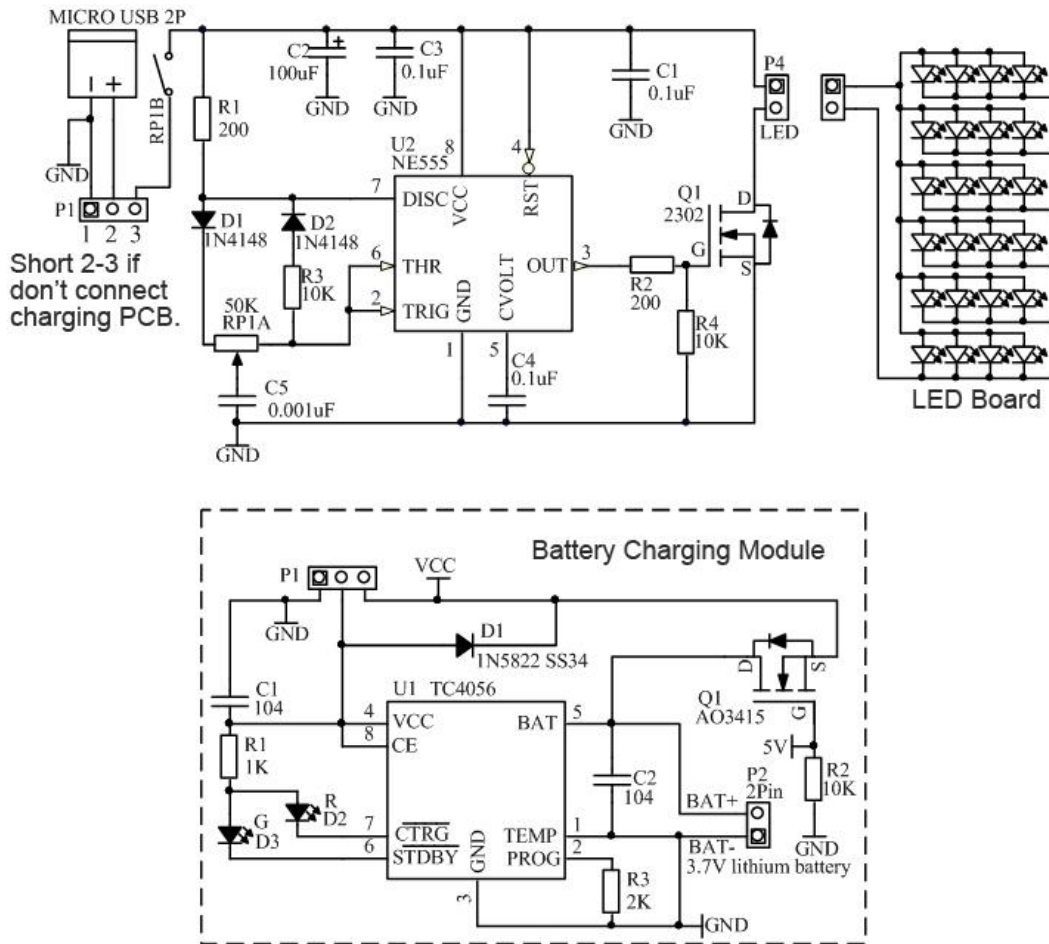 MICRO USB 2P
RP1B
GND
P1
1 2 3
Short 2-3 if
don't connect
charging PCB.
R1
200
C2
100uF
+
GND
C3
0.1uF
GND
C1
0.1uF
GND
P4
LED
U2
NE555
8
4
7
DISC
VCC
RST
D1
1N4148
D2
1N4148
R3
10K
6
THR
2
TRIG
GND
CVOLT
OUT
3
1
5
50K
RP1A
C5
0.001uF
GND
C4
0.1uF
R2
200
R4
10K
Q1
2302
D
G
S
LED Board
Battery Charging Module
P1
VCC
GND
D1
1N5822 SS34
C1
104
R1
1K
G
D3
R
D2
U1 TC4056
4
VCC
8
CE
7
CTRG
6
STDBY
GND
3
BAT
5
TEMP
1
PROG
2
C2
104
R3
2K
GND
D
S
G
Q1
AO3415
5V
R2
10K
GND
P2
2Pin
BAT+
BAT-
3.7V lithium battery